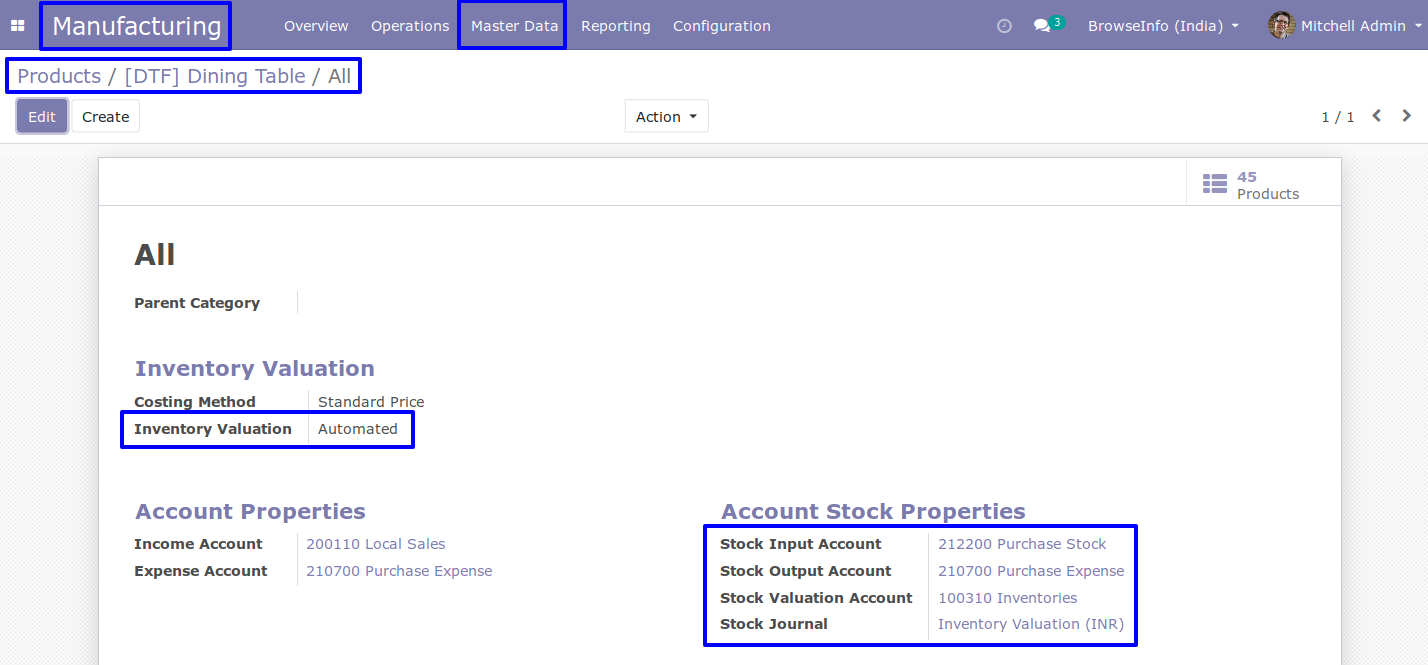 Manufacturing Overview Operations Master Data Reporting Configuration 3 BrowseInfo (India) Mitchell Admin
Products / [DTF] Dining Table / All
Edit Create Action 1 / 1
45
Products
All
Parent Category
Inventory Valuation
Costing Method Standard Price
Inventory Valuation Automated
Account Properties Account Stock Properties
Income Account 200110 Local Sales Stock Input Account 212200 Purchase Stock
Expense Account 210700 Purchase Expense Stock Output Account 210700 Purchase Expense
Stock Valuation Account 100310 Inventories
Stock Journal Inventory Valuation (INR)